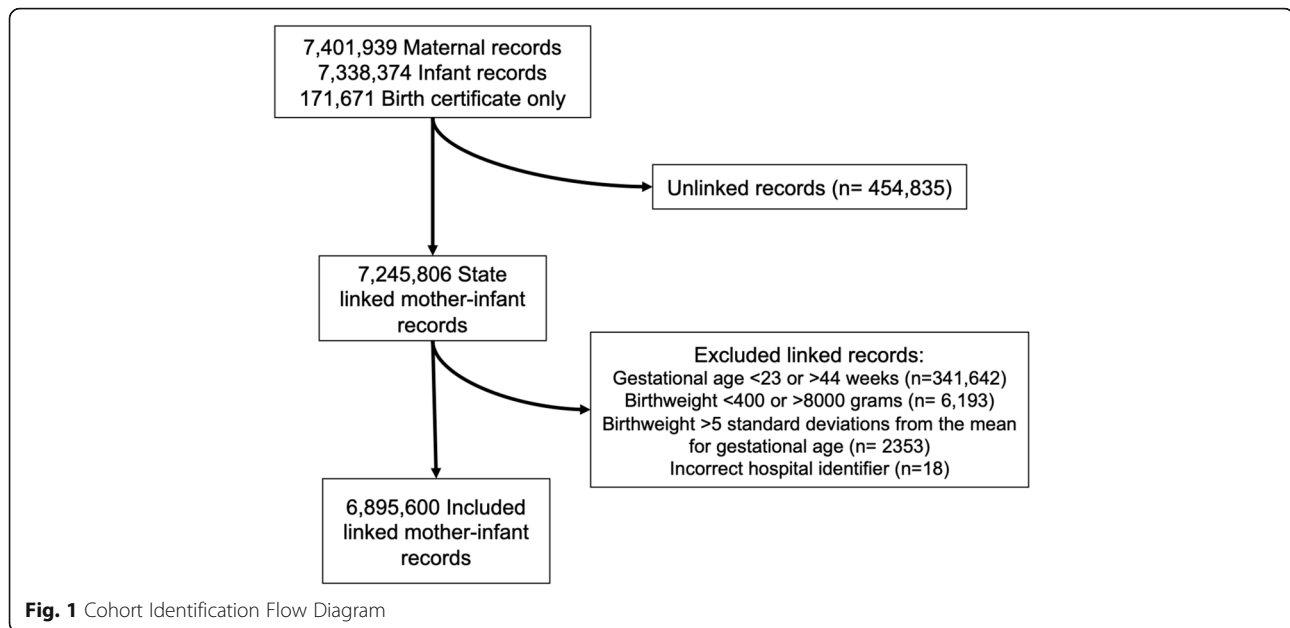 7,401,939 Maternal records
7,338,374 Infant records
171,671 Birth certificate only
Unlinked records (n= 454,835)
7,245,806 State
linked mother-infant
records
Excluded linked records:
Gestational age <23 or >44 weeks (n=341,642)
Birthweight <400 or >8000 grams (n= 6,193)
Birthweight >5 standard deviations from the mean
for gestational age (n= 2353)
Incorrect hospital identifier (n=18)
6,895,600 Included
linked mother-infant
records
Fig. 1 Cohort Identification Flow Diagram